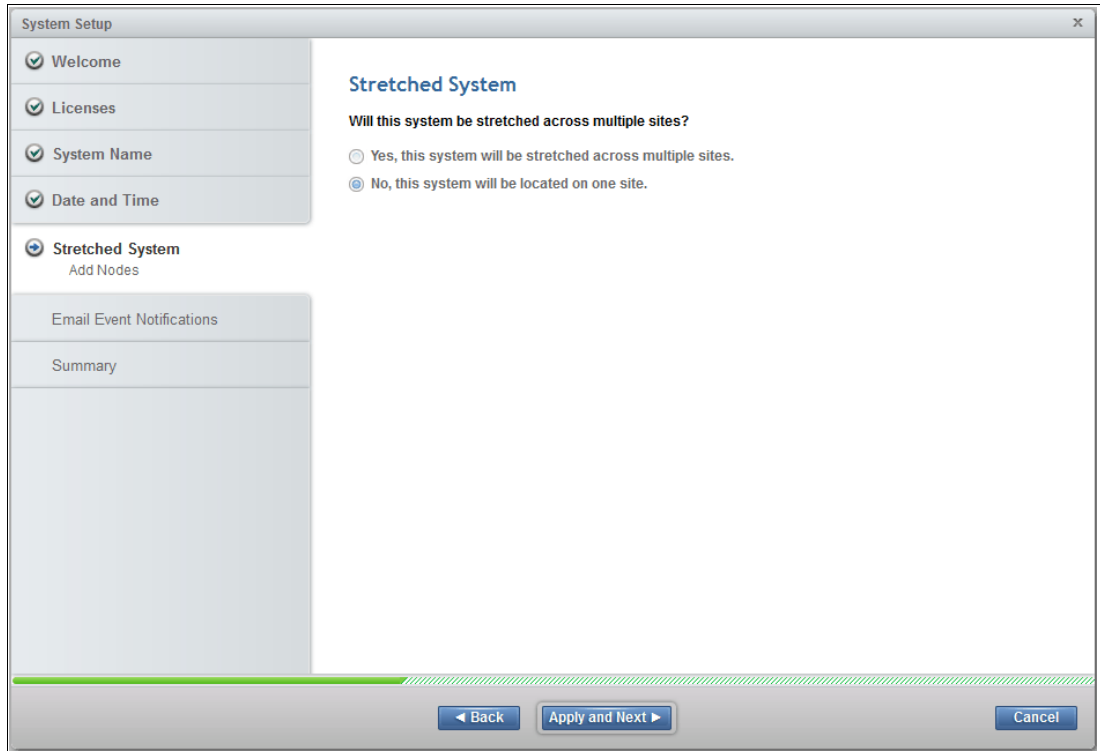 System Setup
x
Welcome
Licenses
System Name
Date and Time
Stretched System
Add Nodes
Email Event Notifications
Summary
Stretched System
Will this system be stretched across multiple sites?
Yes, this system will be stretched across multiple sites.
No, this system will be located on one site.
Back
Apply and Next
Cancel